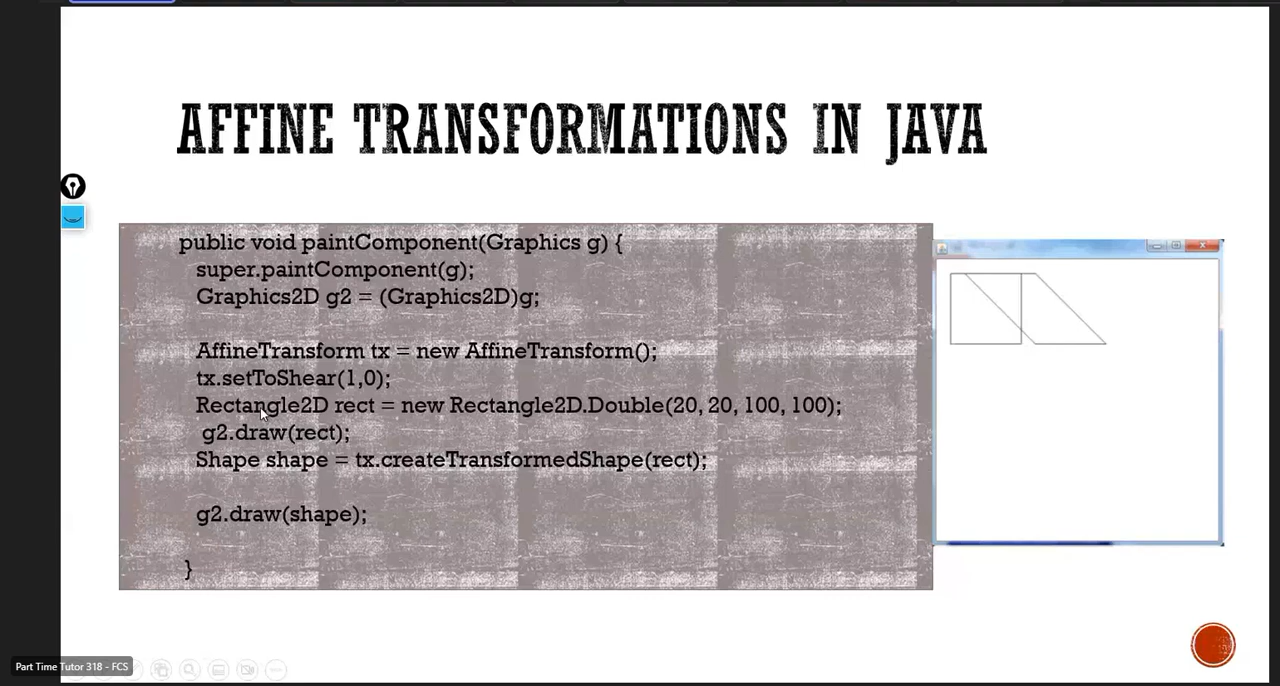 AFFINE TRANSFORMATIONS IN JAVA
public void paintComponent(Graphics g) {
super.paintComponent(g);
Graphics2D g2 = (Graphics2D)g;
AffineTransform tx = new AffineTransform();
tx.setToShear(1,0);
Rectangle2D rect = new Rectangle2D.Double(20, 20, 100, 100);
g2.draw(rect);
Shape shape = tx.createTransformedShape(rect);
g2.draw(shape);
}
Part Time Tutor 318 - FCS